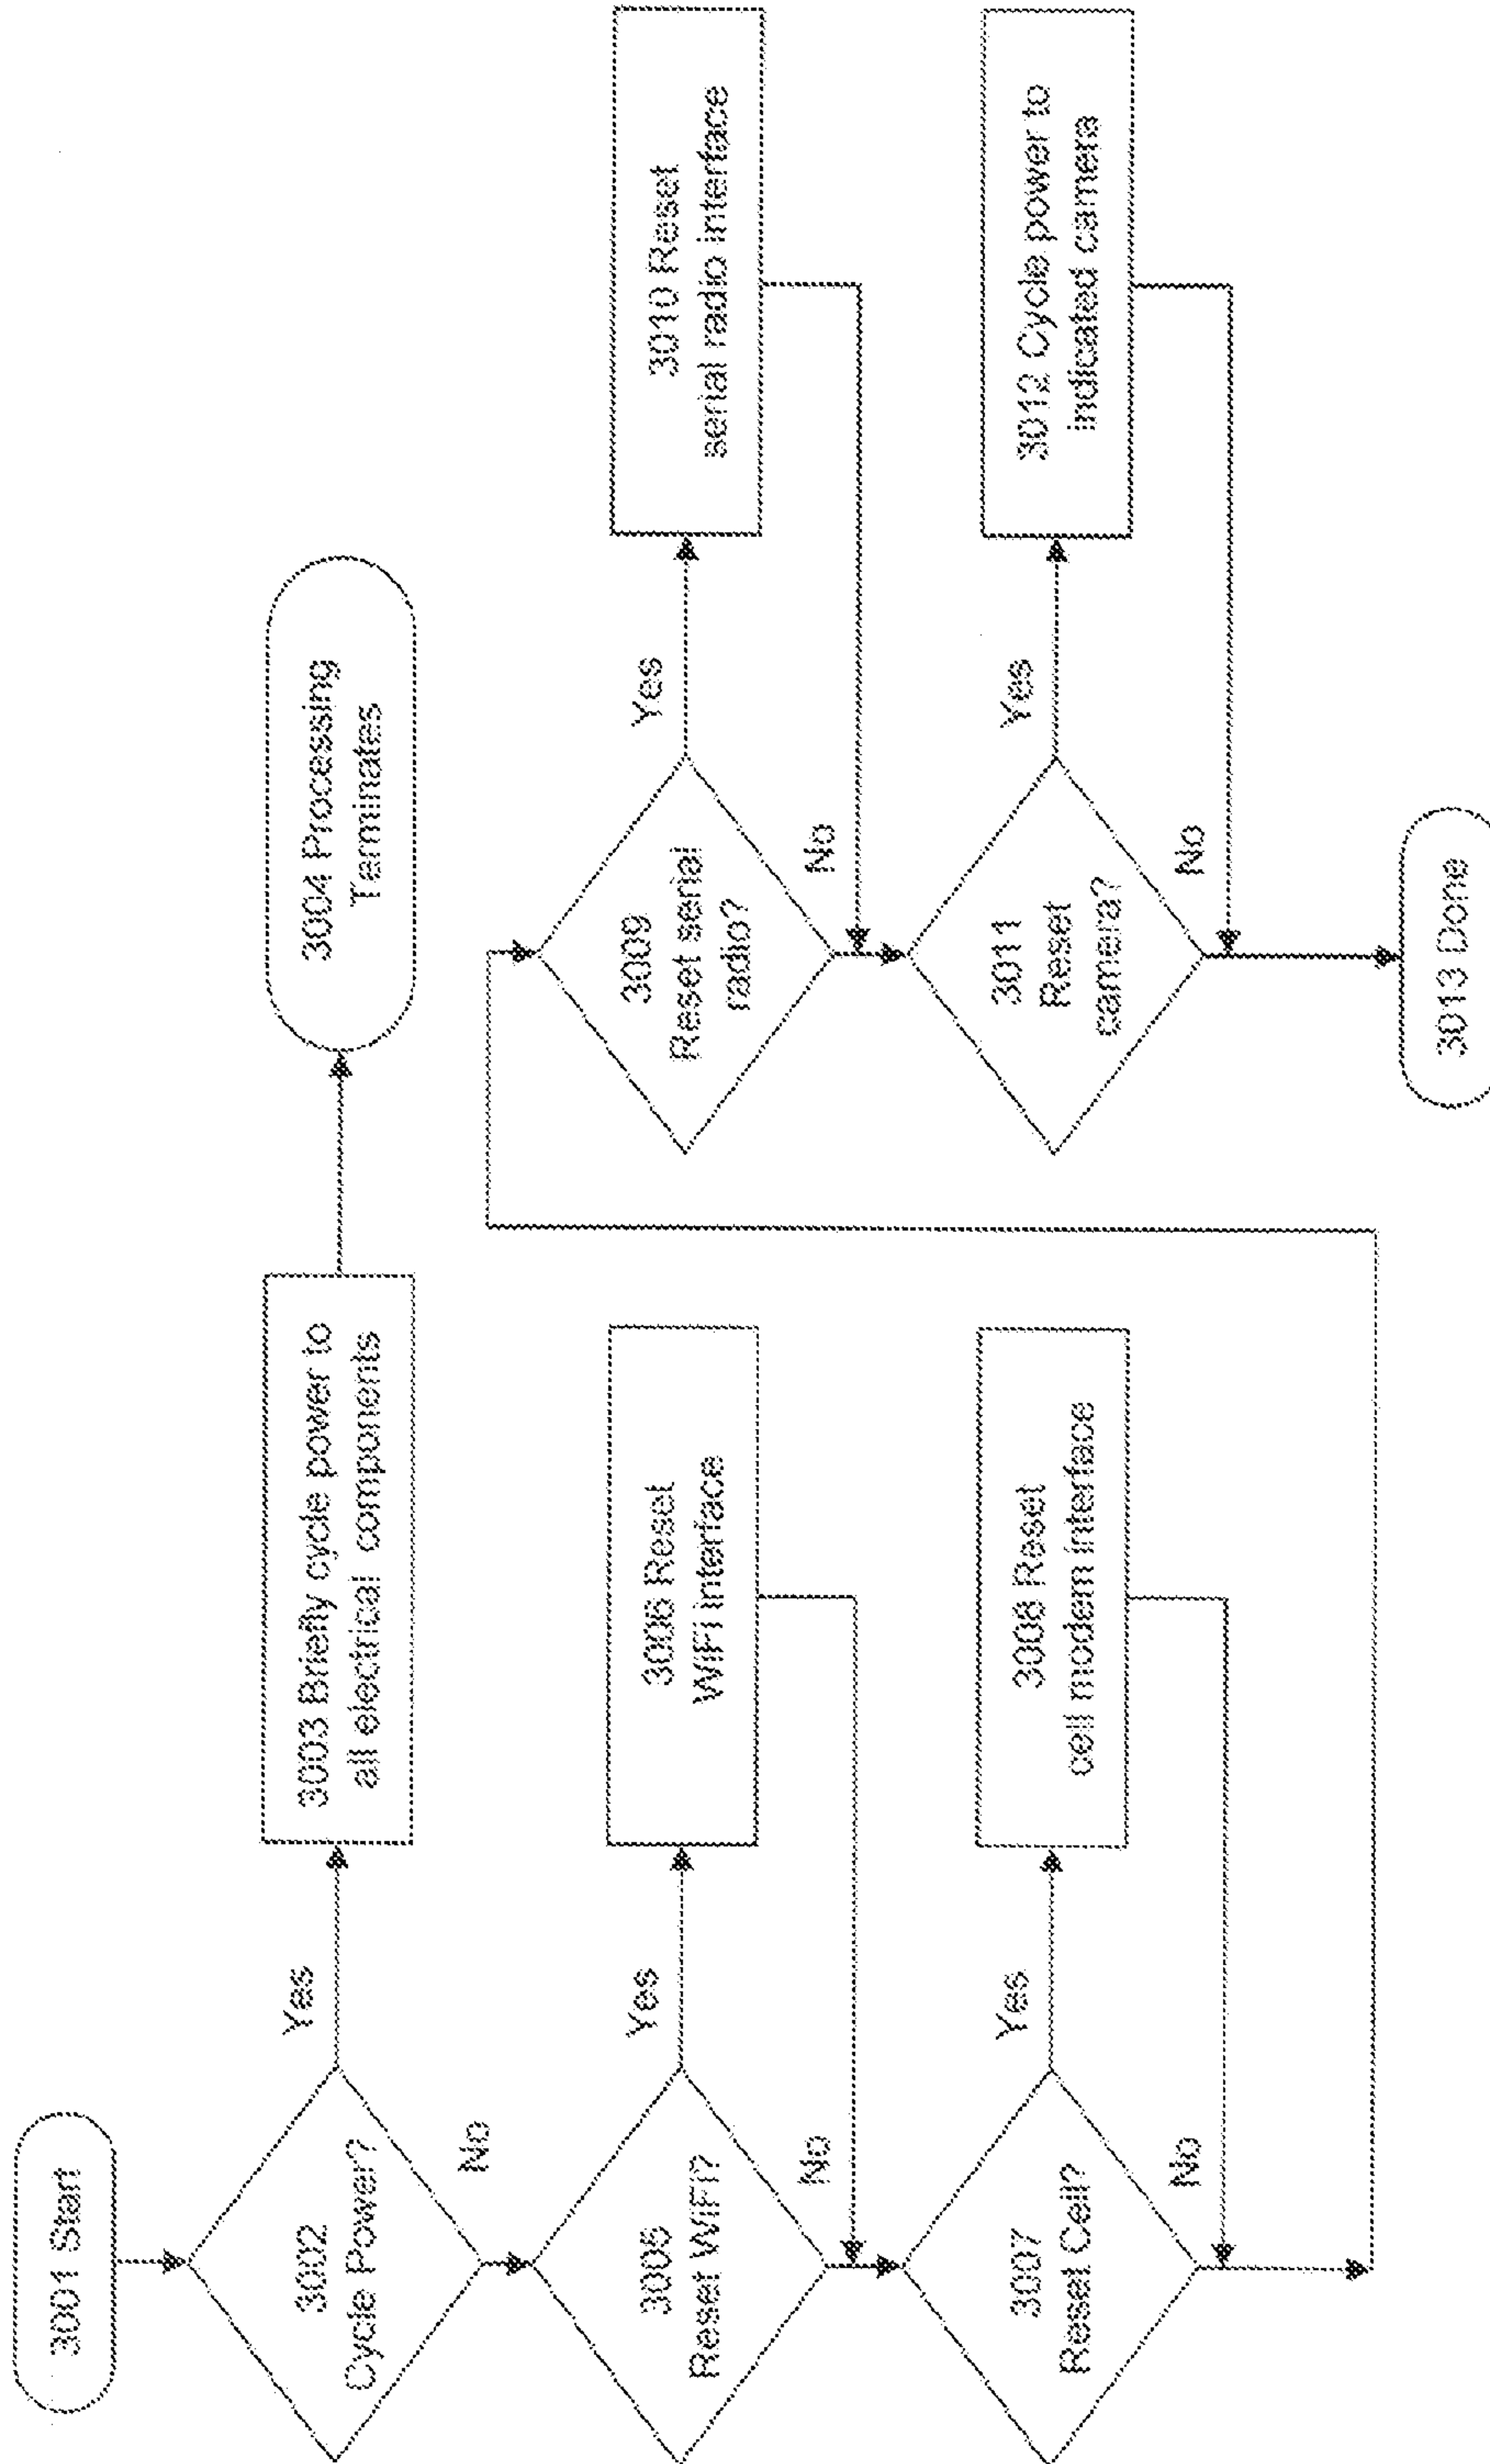 3001 Start
3002
Cycle Power?
Yes
3003 Briefly cycle power to
all electrical components
3004 Processing
Terminates
No
3005
Reset WiFi?
Yes
3006 Reset
WiFi interface
No
3007
Reset Cell?
Yes
3008 Reset
cell modem interface
No
3009
Reset serial
radio?
Yes
3010 Reset
serial radio interface
No
3011
Reset
camera?
Yes
3012 Cycle power to
indicated camera
No
3013 Done